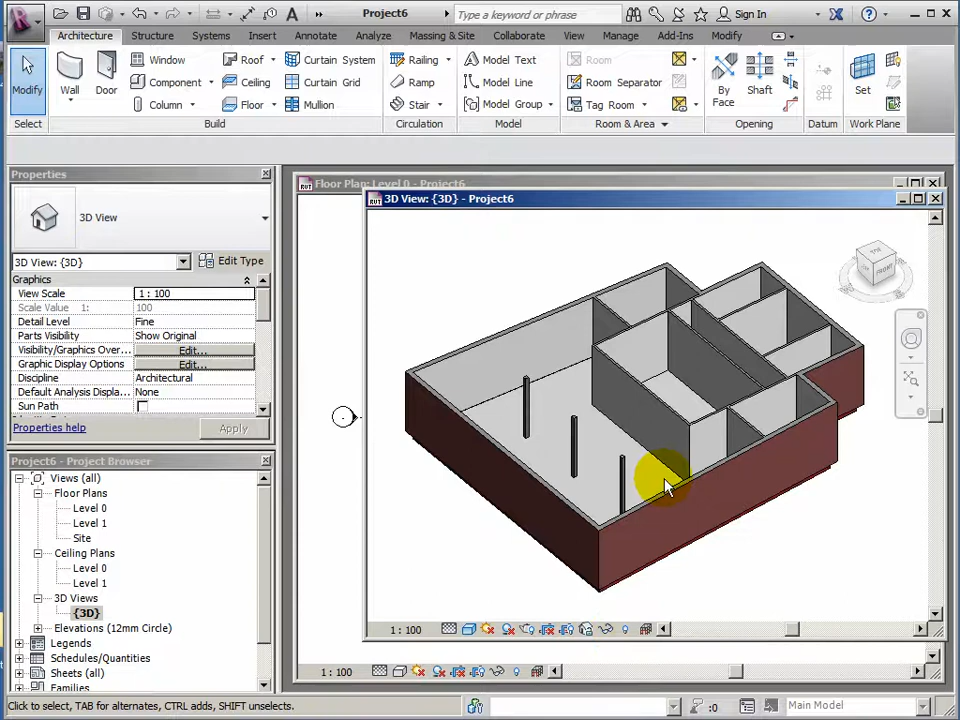 Project6
Type a keyword or phrase
Sign In
Architecture Structure Systems Insert Annotate Analyze Massing & Site Collaborate View Manage Add-Ins Modify
Modify
Wall
Door
Window
Component
Column
Roof
Ceiling
Floor
Curtain System
Curtain Grid
Mullion
Railing
Ramp
Stair
Model Text
Model Line
Model Group
Room
Room Separator
Tag Room
By
Face
Shaft
Set
Select Build Circulation Model Room & Area Opening Datum Work Plane
Properties
3D View
3D View: {3D} Edit Type
Graphics
View Scale 1 : 100
Scale Value 1: 100
Detail Level Fine
Parts Visibility Show Original
Visibility/Graphics Over... Edit...
Graphic Display Options Edit...
Discipline Architectural
Default Analysis Displa... None
Sun Path
Properties help Apply
Project6 - Project Browser
Views (all)
Floor Plans
Level 0
Level 1
Site
Ceiling Plans
Level 0
Level 1
3D Views
{3D}
Elevations (12mm Circle)
Legends
Schedules/Quantities
Sheets (all)
Families
Floor Plan: Level 0 - Project6
3D View: {3D} - Project6
FRONT
1 : 100
1 : 100
Click to select, TAB for alternates, CTRL adds, SHIFT unselects.
:0
Main Model